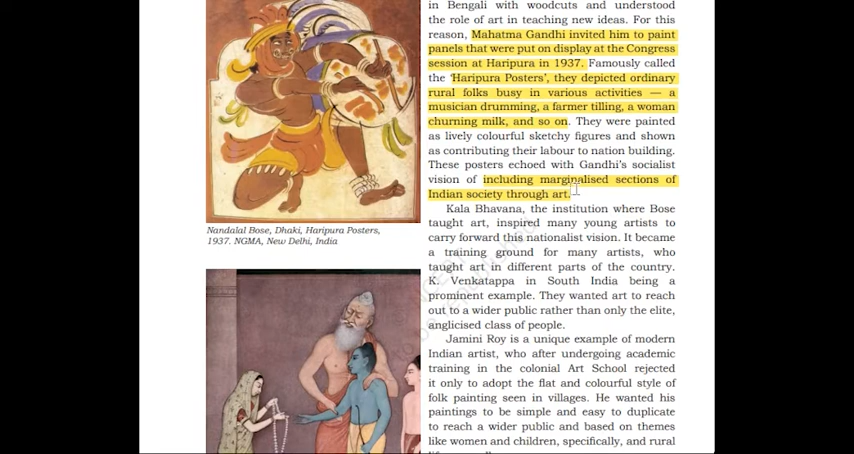 in Bengali with woodcuts and understood
the role of art in teaching new ideas. For this
reason, Mahatma Gandhi invited him to paint
panels that were put on display at the Congress
session at Haripura in 1937. Famously called
the ‘Haripura Posters’, they depicted ordinary
rural folks busy in various activities — a
musician drumming, a farmer tilling, a woman
churning milk, and so on. They were painted
as lively colourful sketchy figures and shown
as contributing their labour to nation building.
These posters echoed with Gandhi’s socialist
vision of including marginalised sections of
Indian society through art.
Nandalal Bose, Dhaki, Haripura Posters,
1937. NGMA, New Delhi, India
Kala Bhavana, the institution where Bose
taught art, inspired many young artists to
carry forward this nationalist vision. It became
a training ground for many artists, who
taught art in different parts of the country.
K. Venkatappa in South India being a
prominent example. They wanted art to reach
out to a wider public rather than only the elite,
anglicised class of people.
Jamini Roy is a unique example of modern
Indian artist, who after undergoing academic
training in the colonial Art School rejected
it only to adopt the flat and colourful style of
folk painting seen in villages. He wanted his
paintings to be simple and easy to duplicate
to reach a wider public and based on themes
like women and children, specifically, and rural